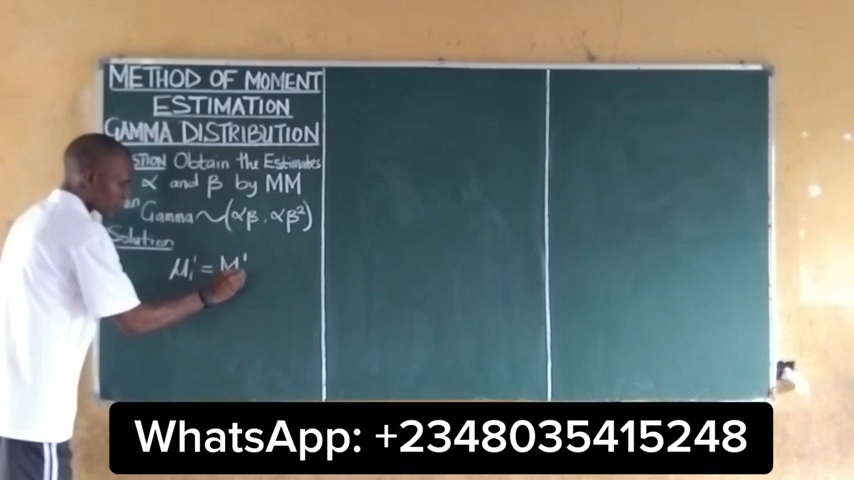 METHOD OF MOMENT
ESTIMATION
GAMMA DISTRIBUTION
Obtain the Estimates
α and β by MM
Gamma ~ (αβ, αβ²)
Solution
μ₁' = M'
WhatsApp: +2348035415248